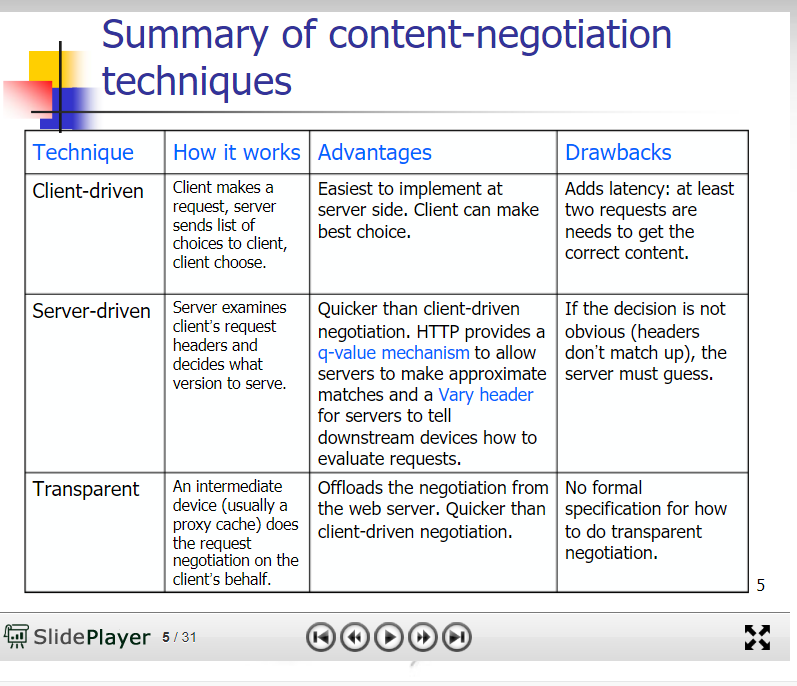 Summary of content-negotiation
techniques
Technique
How it works
Advantages
Drawbacks
Client-driven
Client makes a
request, server
sends list of
choices to client,
client choose.
Easiest to implement at
server side. Client can make
best choice.
Adds latency: at least
two requests are
needs to get the
correct content.
Server-driven
Server examines
client's request
headers and
decides what
version to serve.
Quicker than client-driven
negotiation. HTTP provides a
q-value mechanism to allow
servers to make approximate
matches and a Vary header
for servers to tell
downstream devices how to
evaluate requests.
If the decision is not
obvious (headers
don't match up), the
server must guess.
Transparent
An intermediate
device (usually a
proxy cache) does
the request
negotiation on the
client's behalf.
Offloads the negotiation from
the web server. Quicker than
client-driven negotiation.
No formal
specification for how
to do transparent
negotiation.
5
SlidePlayer 5 / 31